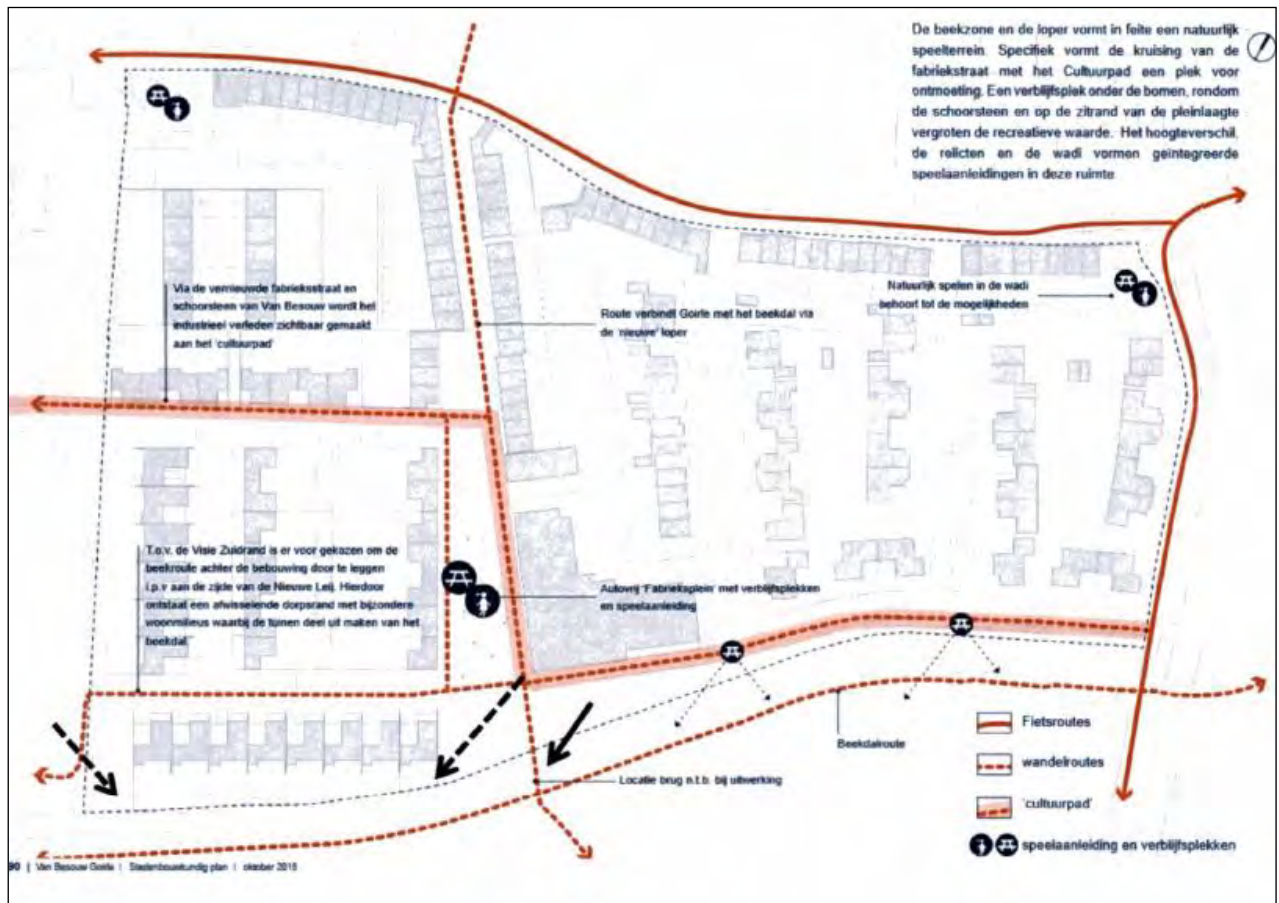 De beekzone en de loper vormt in feite een natuurlijk
speelterrein. Specifiek vormt de kruising van de
fabriekstraat met het Cultuurpad een plek voor
ontmoeting. Een verblijfsplek onder de bomen, rondom
de schoorsteen en op de zitrand van de pleinlaagte
vergroten de recreatieve waarde. Het hoogteverschil,
de relicten en de wadi vormen geïntegreerde
speelaanleidingen in deze ruimte
Via de vernieuwde fabrieksstraat en
schoorsteen van Van Besouw wordt het
industrieel verleden zichtbaar gemaakt
aan het 'cultuurpad'
Route verbindt Goirle met het beekdal via
de 'nieuwe' loper
Natuurlijk spelen in de wadi
behoort tot de mogelijkheden
T.o.v. de Visie Zuidrand is er voor gekozen om de
beekroute achter de bebouwing door te leggen
i.p.v aan de zijde van de Nieuwe Leij. Hierdoor
ontstaat een afwisselende dorpsrand met bijzondere
woonmilieus waarbij de tuinen deel uit maken van het
beekdal
Autovrij 'Fabrieksplein' met verblijfsplekken
en speelaanleiding
Beekdalroute
Locatie brug n.t.b. bij uitwerking
Fietsroutes
wandelroutes
'cultuurpad'
speelaanleiding en verblijfsplekken
90 | Van Besouw Goirle | Stedenbouwkundig plan | oktober 2015